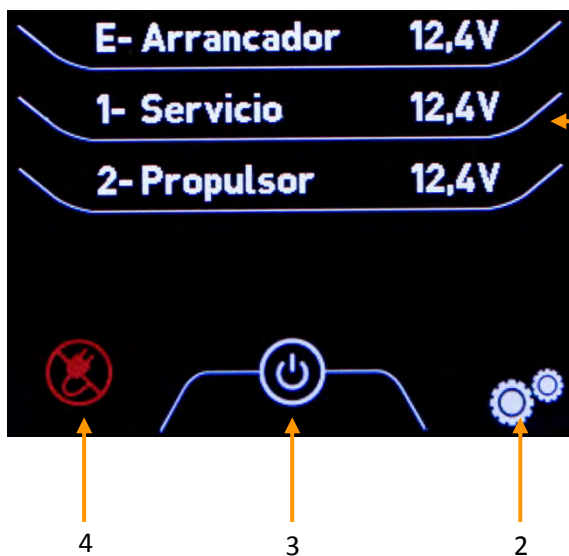 E- Arrancador 12,4V
1- Servicio 12,4V
2- Propulsor 12,4V
4 3 2